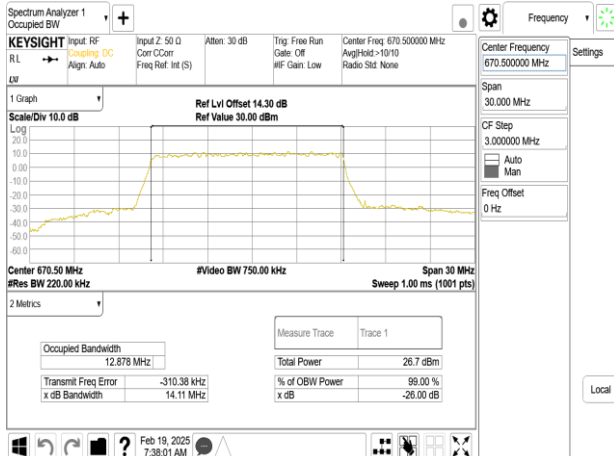 Spectrum Analyzer 1
Occupied BW
+
Frequency
KEYSIGHT Input: RF Input Z: 50 Ω Atten: 30 dB Trig: Free Run Center Freq: 670.500000 MHz
RL Coupling: DC Corr CCorr Gate: Off Avg|Hold:>10/10
Align: Auto Freq Ref: Int (S) #IF Gain: Low Radio Std: None
LXI
Center Frequency
670.500000 MHz
Settings
Span
30.000 MHz
CF Step
3.000000 MHz
Auto
Man
Freq Offset
0 Hz
Local
1 Graph
Ref Lvl Offset 14.30 dB
Scale/Div 10.0 dB Ref Value 30.00 dBm
Log
20.0
10.0
0.00
-10.0
-20.0
-30.0
-40.0
-50.0
-60.0
Center 670.50 MHz #Video BW 750.00 kHz Span 30 MHz
#Res BW 220.00 kHz Sweep 1.00 ms (1001 pts)
2 Metrics
Measure Trace Trace 1
Occupied Bandwidth
12.878 MHz Total Power 26.7 dBm
Transmit Freq Error -310.38 kHz % of OBW Power 99.00 %
x dB Bandwidth 14.11 MHz x dB -26.00 dB
? Feb 19, 2025
7:38:01 AM